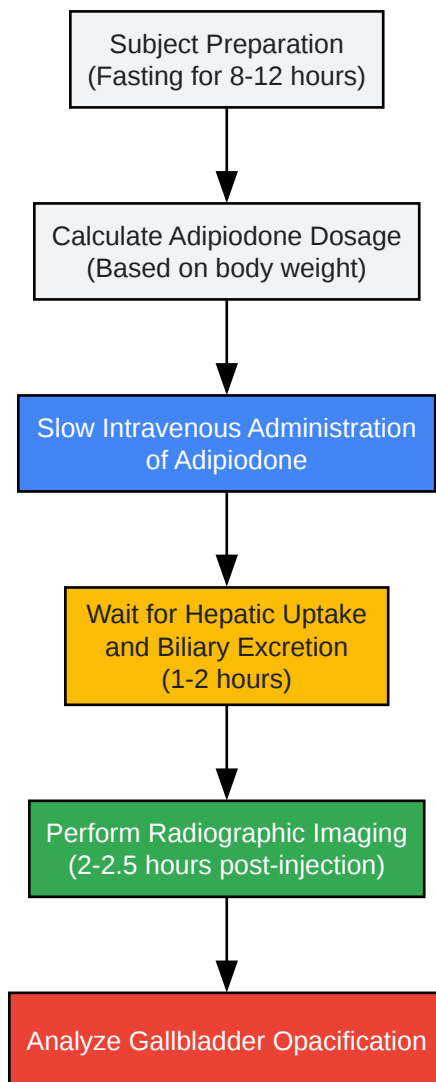 Subject Preparation
(Fasting for 8-12 hours)
Calculate Adipiodone Dosage
(Based on body weight)
Slow Intravenous Administration
of Adipiodone
Wait for Hepatic Uptake
and Biliary Excretion
(1-2 hours)
Perform Radiographic Imaging
(2-2.5 hours post-injection)
Analyze Gallbladder Opacification